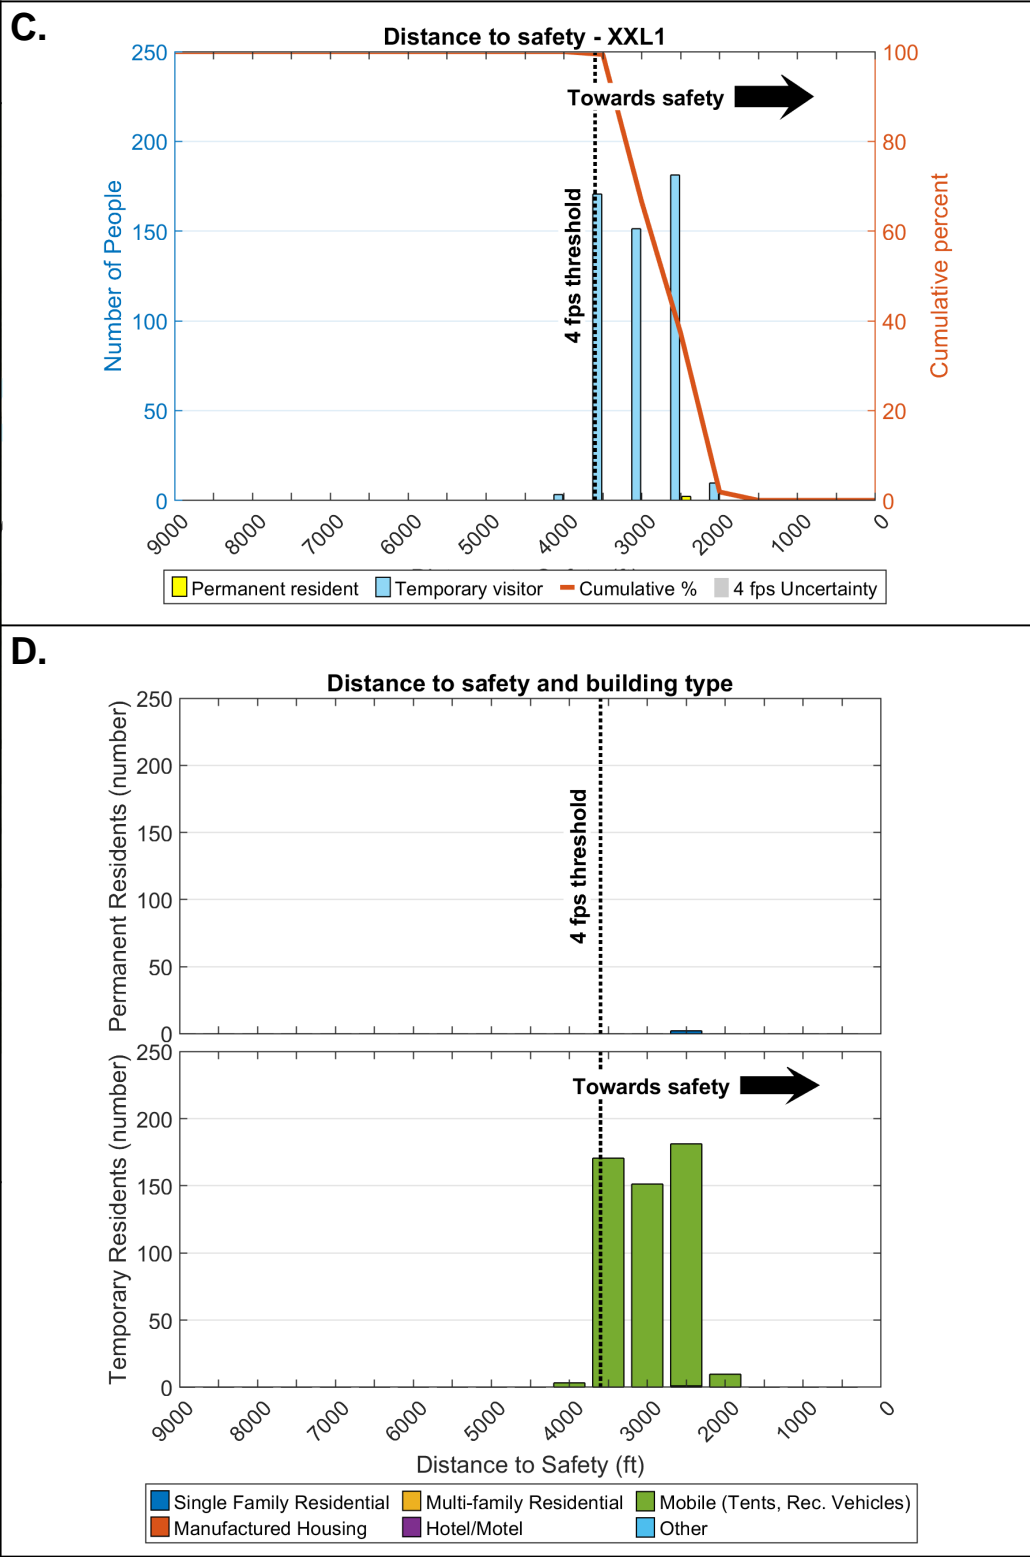 C.
Distance to safety - XXL1
250
200
150
100
50
0
Number of People
100
80
60
40
20
0
Cumulative percent
Towards safety
4 fps threshold
9000
8000
7000
6000
5000
4000
3000
2000
1000
0
Permanent resident
Temporary visitor
Cumulative %
4 fps Uncertainty
D.
Distance to safety and building type
250
200
150
100
50
0
Permanent Residents (number)
4 fps threshold
250
200
150
100
50
0
Temporary Residents (number)
Towards safety
9000
8000
7000
6000
5000
4000
3000
2000
1000
0
Distance to Safety (ft)
Single Family Residential
Multi-family Residential
Mobile (Tents, Rec. Vehicles)
Manufactured Housing
Hotel/Motel
Other